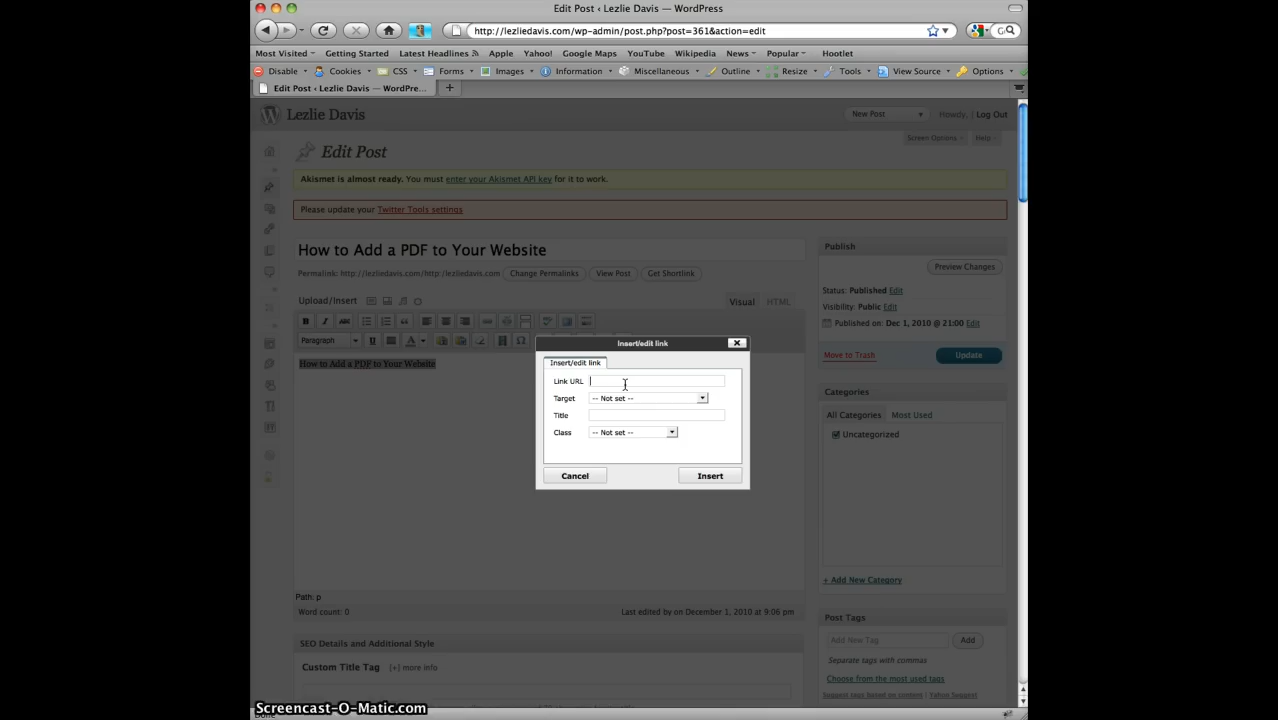 Edit Post ‹ Lezlie Davis — WordPress
http://lezliedavis.com/wp-admin/post.php?post=361&action=edit
Most Visited Getting Started Latest Headlines Apple Yahoo! Google Maps YouTube Wikipedia News Popular Hootlet
Disable Cookies CSS Forms Images Information Miscellaneous Outline Resize Tools View Source Options
Edit Post ‹ Lezlie Davis — WordPre...
Lezlie Davis New Post Howdy, | Log Out
Screen Options Help
Edit Post
Akismet is almost ready. You must enter your Akismet API key for it to work.
Please update your Twitter Tools settings
How to Add a PDF to Your Website
Permalink: http://lezliedavis.com/http:lezliedavis.com Change Permalinks View Post Get Shortlink
Upload/Insert Visual HTML
B I ABC
Paragraph U A Ω
How to Add a PDF to Your Website
Insert/edit link
Insert/edit link
Link URL
Target -- Not set --
Title
Class -- Not set --
Cancel Insert
Path: p
Word count: 0 Last edited by on December 1, 2010 at 9:06 pm
SEO Details and Additional Style
Custom Title Tag [+] more info
Publish
Preview Changes
Status: Published Edit
Visibility: Public Edit
Published on: Dec 1, 2010 @ 21:00 Edit
Move to Trash Update
Categories
All Categories Most Used
Uncategorized
+ Add New Category
Post Tags
Add New Tag Add
Separate tags with commas
Choose from the most used tags
Suggest tags based on content | Yahoo Suggest
Screencast-O-Matic.com
Done